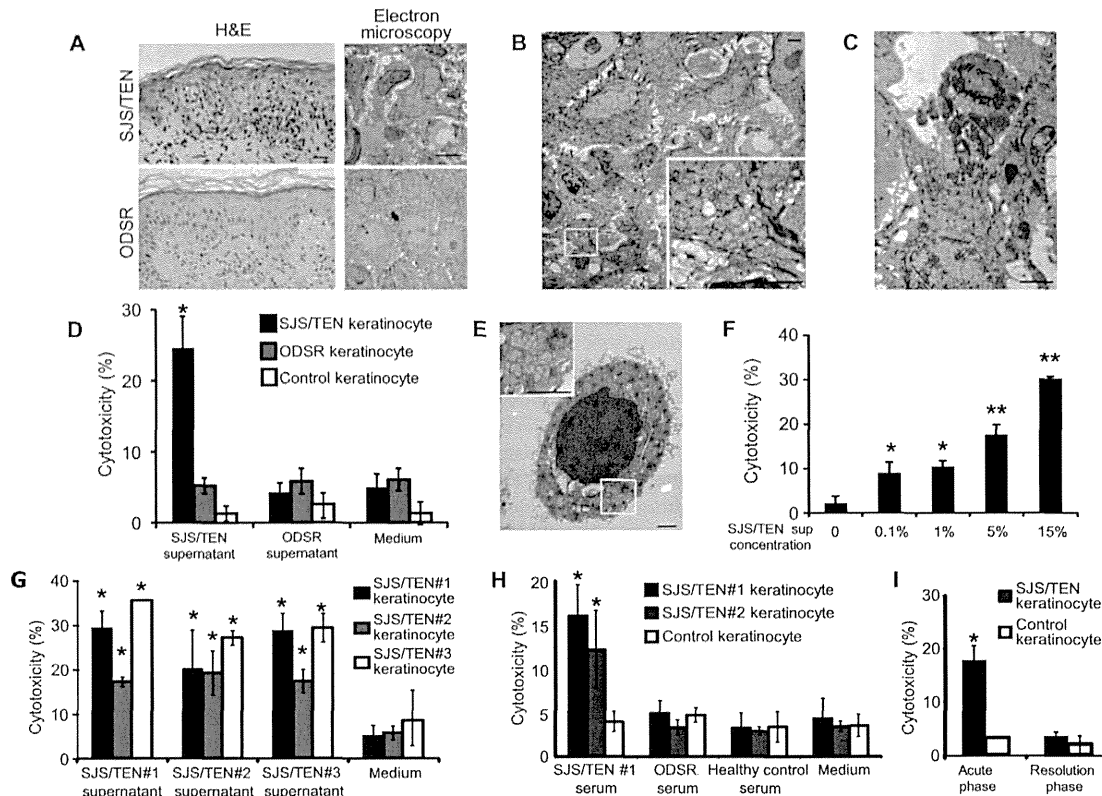 A
H&E
Electron
microscopy
SJS/TEN
ODSR
B
C
D
Cytotoxicity (%)
30
20
10
0
*
SJS/TEN keratinocyte
ODSR keratinocyte
Control keratinocyte
SJS/TEN
supernatant
ODSR
supernatant
Medium
E
F
Cytotoxicity (%)
40
30
20
10
0
*
*
**
**
SJS/TEN sup
concentration
0
0.1%
1%
5%
15%
G
Cytotoxicity (%)
40
30
20
10
0
* * *
* * *
* * *
SJS/TEN#1
keratinocyte
SJS/TEN#2
keratinocyte
SJS/TEN#3
keratinocyte
SJS/TEN#1
supernatant
SJS/TEN#2
supernatant
SJS/TEN#3
supernatant
Medium
H
Cytotoxicity (%)
20
15
10
5
0
* *
SJS/TEN#1 keratinocyte
SJS/TEN#2 keratinocyte
Control keratinocyte
SJS/TEN #1
serum
ODSR
serum
Healthy control
serum
Medium
I
Cytotoxicity (%)
30
20
10
0
*
SJS/TEN
keratinocyte
Control
keratinocyte
Acute
phase
Resolution
phase